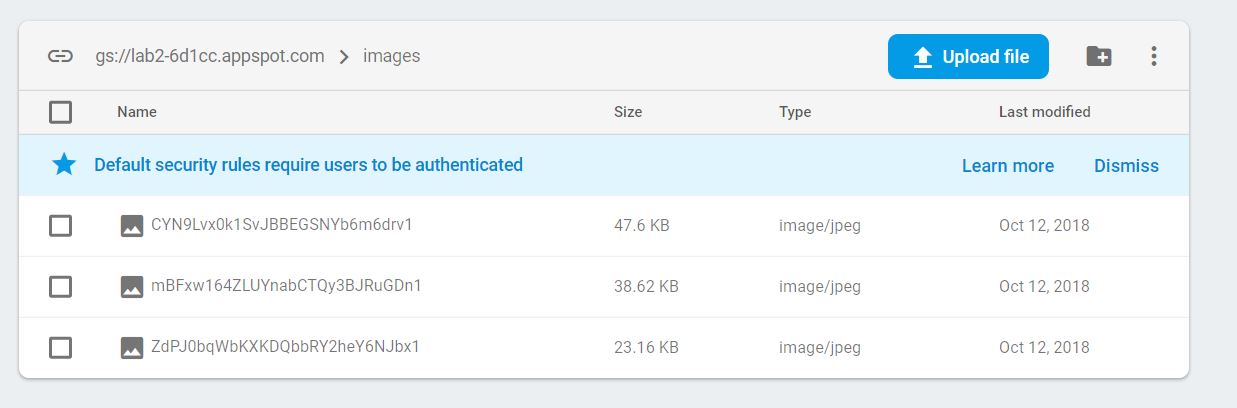 gs://lab2-6d1cc.appspot.com > images Upload file
Name Size Type Last modified
Default security rules require users to be authenticated Learn more Dismiss
CYN9Lvx0k1SvJBBEGSNYb6m6drv1 47.6 KB image/jpeg Oct 12, 2018
mBFxw164ZLUYnabCTQy3BJRuGDn1 38.62 KB image/jpeg Oct 12, 2018
ZdPJ0bqWbKXKDQbbRY2heY6NJbx1 23.16 KB image/jpeg Oct 12, 2018